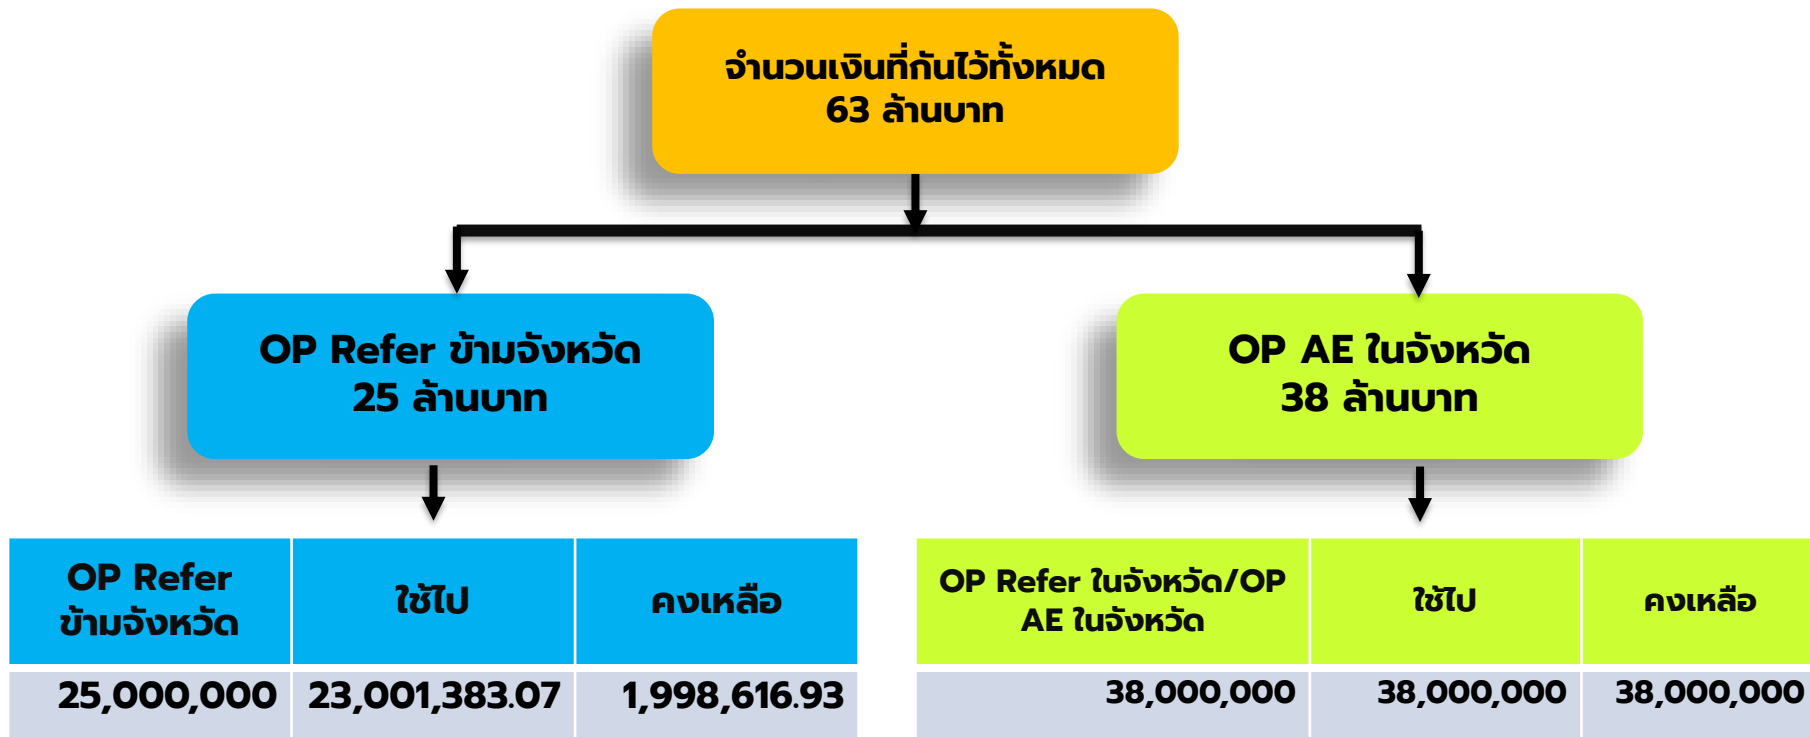 จำนวนเงินที่กันไว้ทั้งหมด
63 ล้านบาท
OP Refer ข้ามจังหวัด
25 ล้านบาท
OP AE ในจังหวัด
38 ล้านบาท
OP Refer
ข้ามจังหวัด
ใช้ไป
คงเหลือ
25,000,000
23,001,383.07
1,998,616.93
OP Refer ในจังหวัด/OP
AE ในจังหวัด
ใช้ไป
คงเหลือ
38,000,000
38,000,000
38,000,000